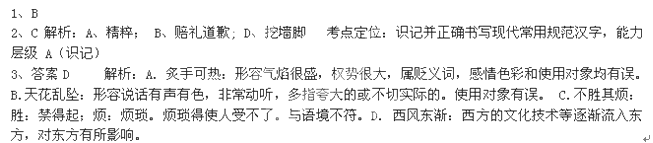 1、B
2、C 解析：A、精粹； B、赔礼道歉; D、挖墙脚 考点定位：识记并正确书写现代常用规范汉字，能力
层级 A（识记）
3、答案 D 解析：A. 炙手可热：形容气焰很盛，权势很大，属贬义词，感情色彩和使用对象均有误。
B.天花乱坠：形容说话有声有色，非常动听，多指夸大的或不切实际的。使用对象有误。 C.不胜其烦：
胜：禁得起；烦：烦琐。烦琐得使人受不了。与语境不符。D. 西风东渐：西方的文化技术等逐渐流入东
方，对东方有所影响。